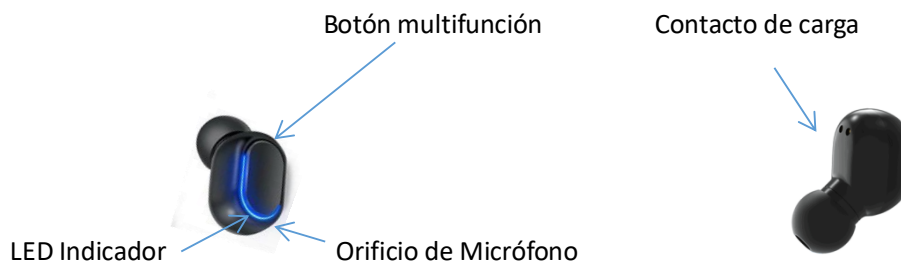 Botón multifunción
Contacto de carga
LED Indicador
Orificio de Micrófono